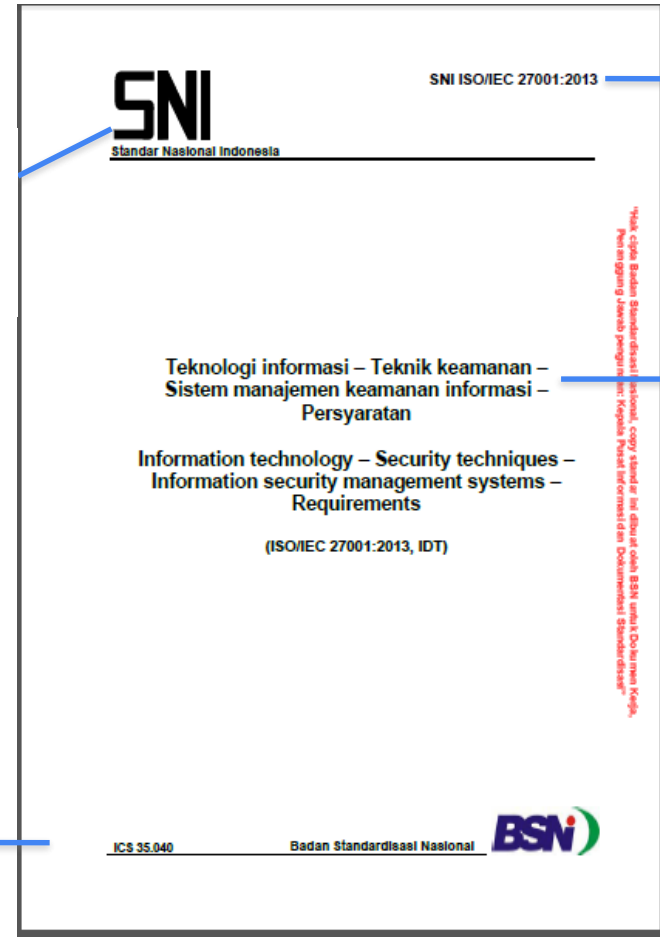 SNI
Standar Nasional Indonesia
SNI ISO/IEC 27001:2013
Teknologi informasi – Teknik keamanan –
Sistem manajemen keamanan informasi –
Persyaratan
Information technology – Security techniques –
Information security management systems –
Requirements
(ISO/IEC 27001:2013, IDT)
"Hak cipta Badan Standardisasi Nasional, copy standar ini dibuat oleh BSN untuk Dokumen Kerja,
Penanggung Jawab pengunaan: Kepala Pusat Informasi dan Dokumentasi Standardisasi"
ICS 35.040
Badan Standardisasi Nasional
BSN